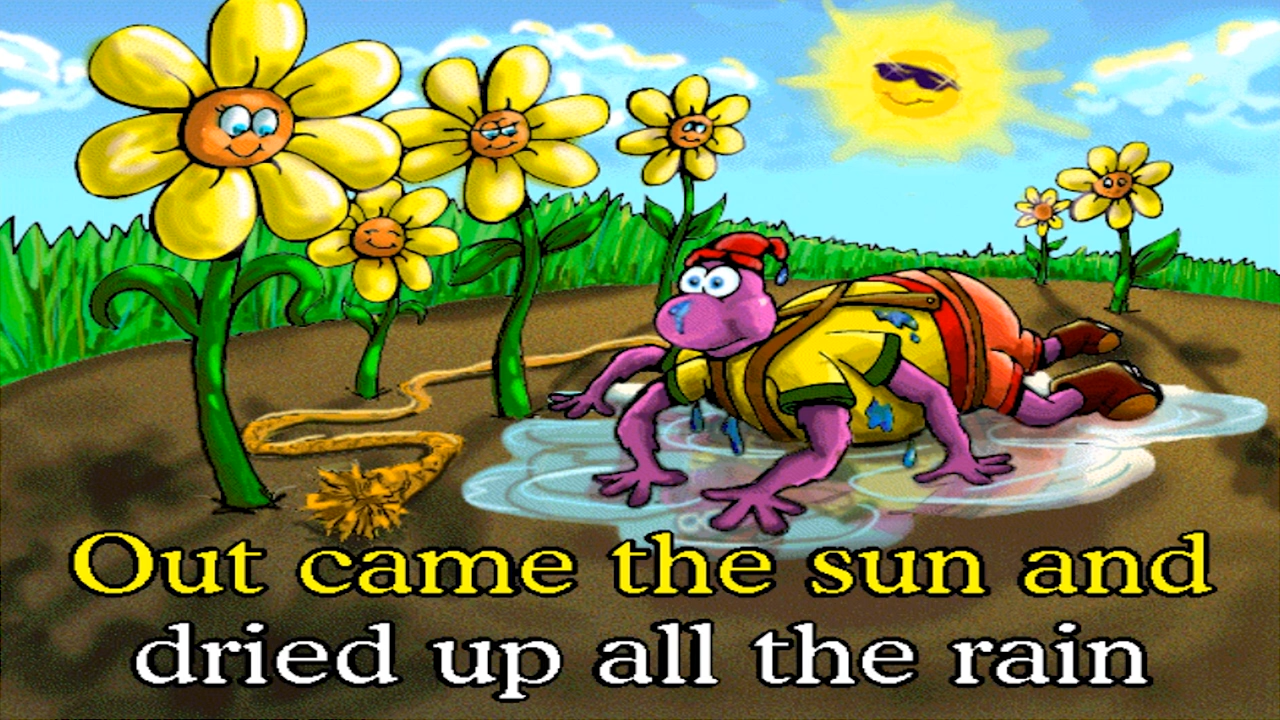 Out came the sun and
dried up all the rain